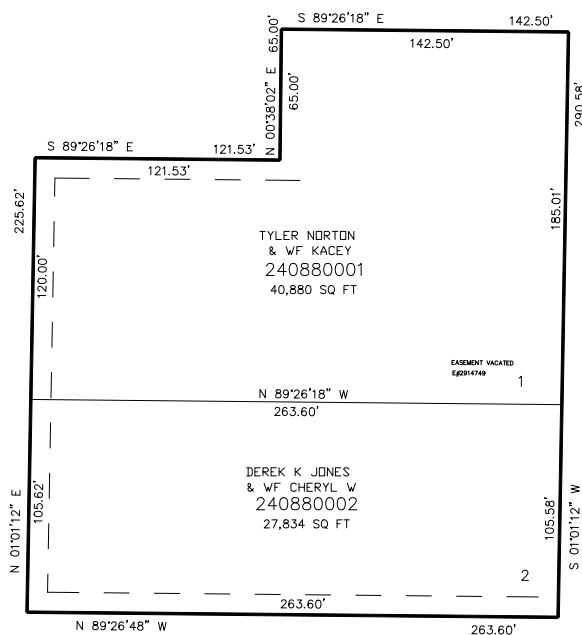 S 89°26'18" E
142.50'
142.50'
65.00'
N 00°38'02" E
65.00'
290.58'
S 89°26'18" E
121.53'
121.53'
225.62'
185.01'
120.00'
TYLER NORTON
& WF KACEY
240880001
40,880 SQ FT
EASEMENT VACATED
E#2914749
1
N 89°26'18" W
263.60'
DEREK K JONES
& WF CHERYL W
240880002
27,834 SQ FT
N 01°01'12" E
105.62'
105.58'
S 01°01'12" W
2
263.60'
N 89°26'48" W
263.60'